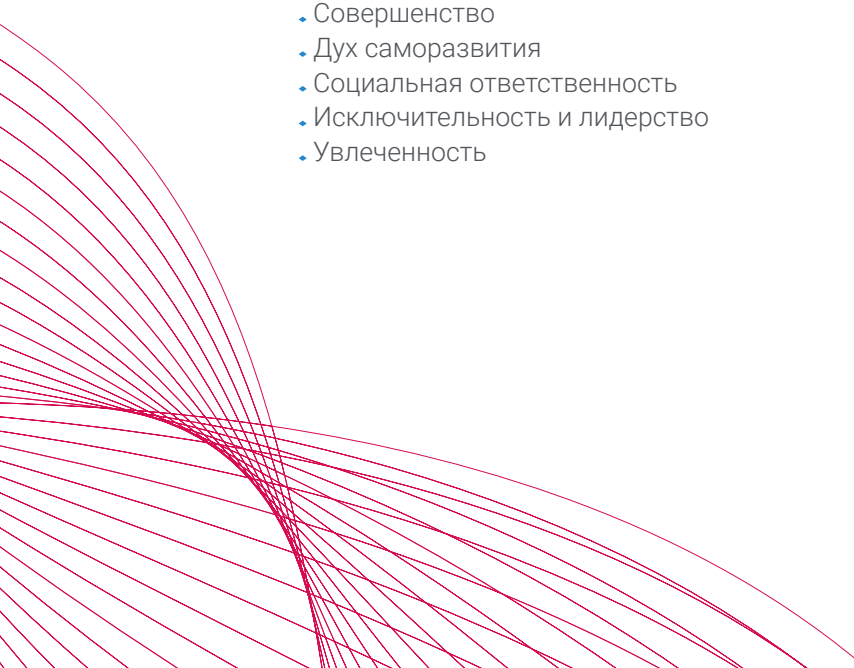 Совершенство
Дух саморазвития
Социальная ответственность
Исключительность и лидерство
Увлеченность